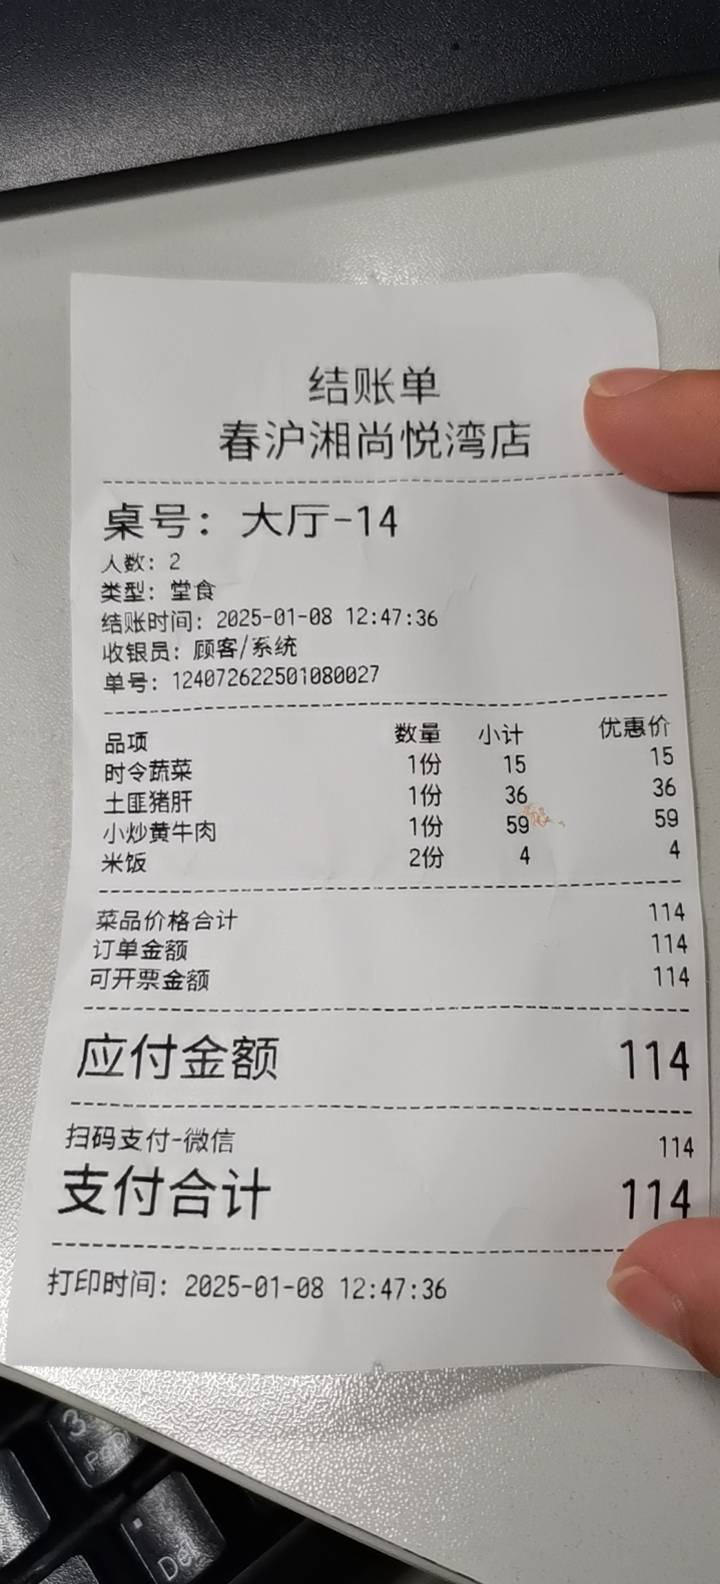 结账单
春沪湘尚悦湾店
桌号：大厅-14
人数：2
类型：堂食
结账时间：2025-01-08 12:47:36
收银员：顾客/系统
单号：124072622501080027
品项 数量 小计 优惠价
时令蔬菜 1份 15 15
土匪猪肝 1份 36 36
小炒黄牛肉 1份 59 59
米饭 2份 4 4
菜品价格合计 114
订单金额 114
可开票金额 114
应付金额 114
扫码支付-微信 114
支付合计 114
打印时间：2025-01-08 12:47:36
3
Del